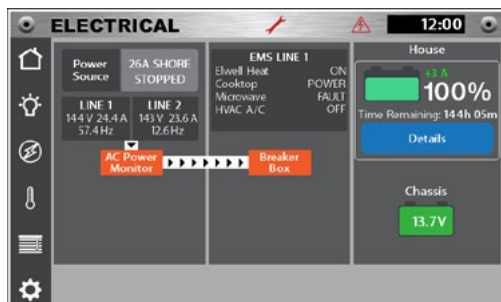 ELECTRICAL
12:00
Power Source
26A SHORE STOPPED
LINE 1
144 V 24.4 A
57.4 Hz
LINE 2
143 V 23.6 A
12.6 Hz
AC Power Monitor
Breaker Box
EMS LINE 1
Elwell Heat ON
Cooktop POWER
Microwave FAULT
HVAC A/C OFF
House
+3 A
100%
Time Remaining: 144h 05m
Details
Chassis
13.7V